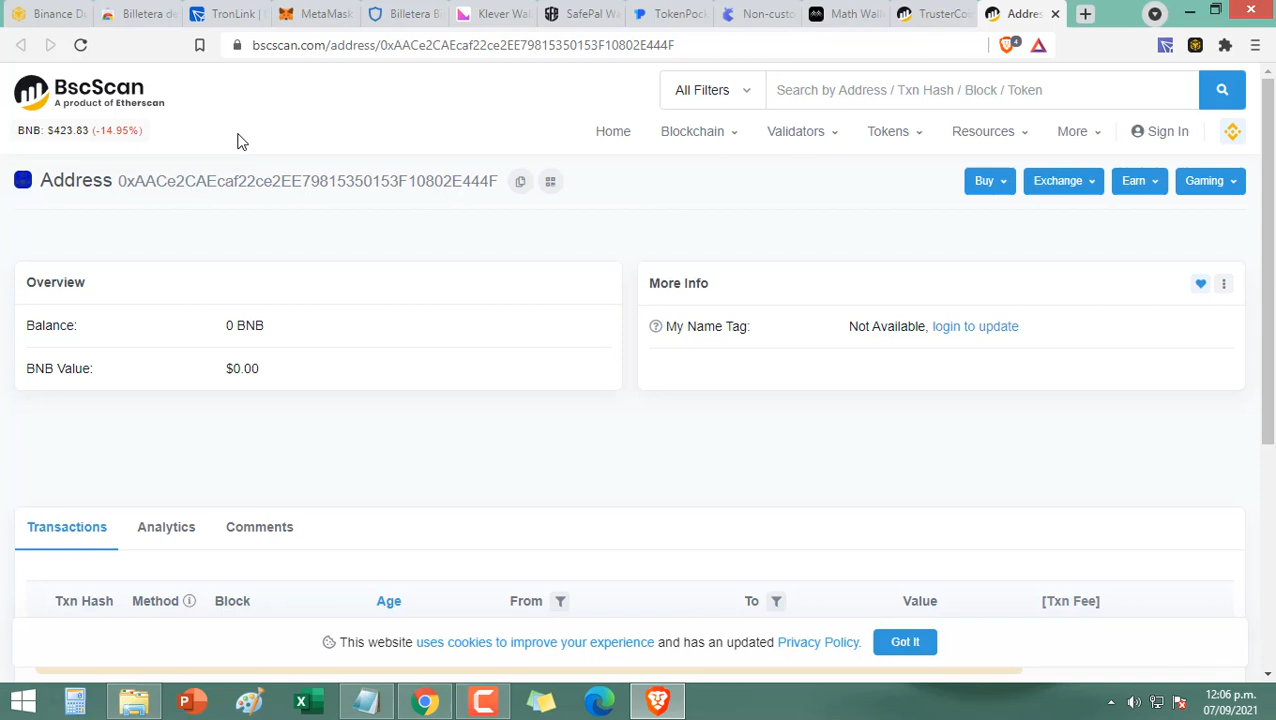 Binance Da
Billetera de
TronLink |
MetaMask
Billetera B
Klever Wal
SafePal W
TokenPock
Non-custo
Math Wall
TrusterCoi
Addres
bscscan.com/address/0xAACe2CAEcaf22ce2EE79815350153F10802E444F
4
BscScan
A product of Etherscan
All Filters
Search by Address / Txn Hash / Block / Token
BNB: $423.83 (-14.95%)
Home
Blockchain
Validators
Tokens
Resources
More
Sign In
Address 0xAACe2CAEcaf22ce2EE79815350153F10802E444F
Buy
Exchange
Earn
Gaming
Overview
Balance: 0 BNB
BNB Value: $0.00
More Info
My Name Tag: Not Available, login to update
Transactions
Analytics
Comments
Txn Hash Method Block Age From To Value [Txn Fee]
This website uses cookies to improve your experience and has an updated Privacy Policy.
Got It
12:06 p.m.
07/09/2021